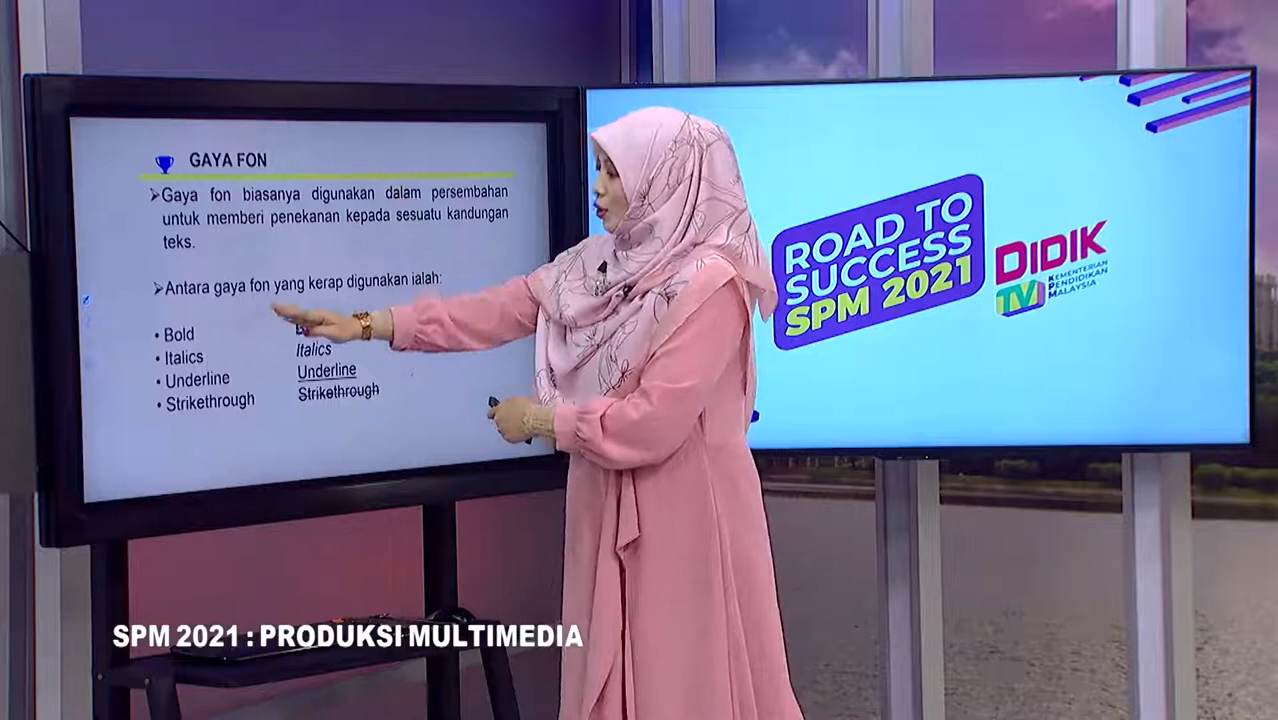 GAYA FON
➢Gaya fon biasanya digunakan dalam persembahan
untuk memberi penekanan kepada sesuatu kandungan
teks.
➢Antara gaya fon yang kerap digunakan ialah:
• Bold
• Italics
Italics
• Underline
Underline
• Strikethrough
Strikethrough
ROAD TO
SUCCESS
SPM 2021
DIDIK
TV
KEMENTERIAN
PENDIDIKAN
MALAYSIA
SPM 2021 : PRODUKSI MULTIMEDIA